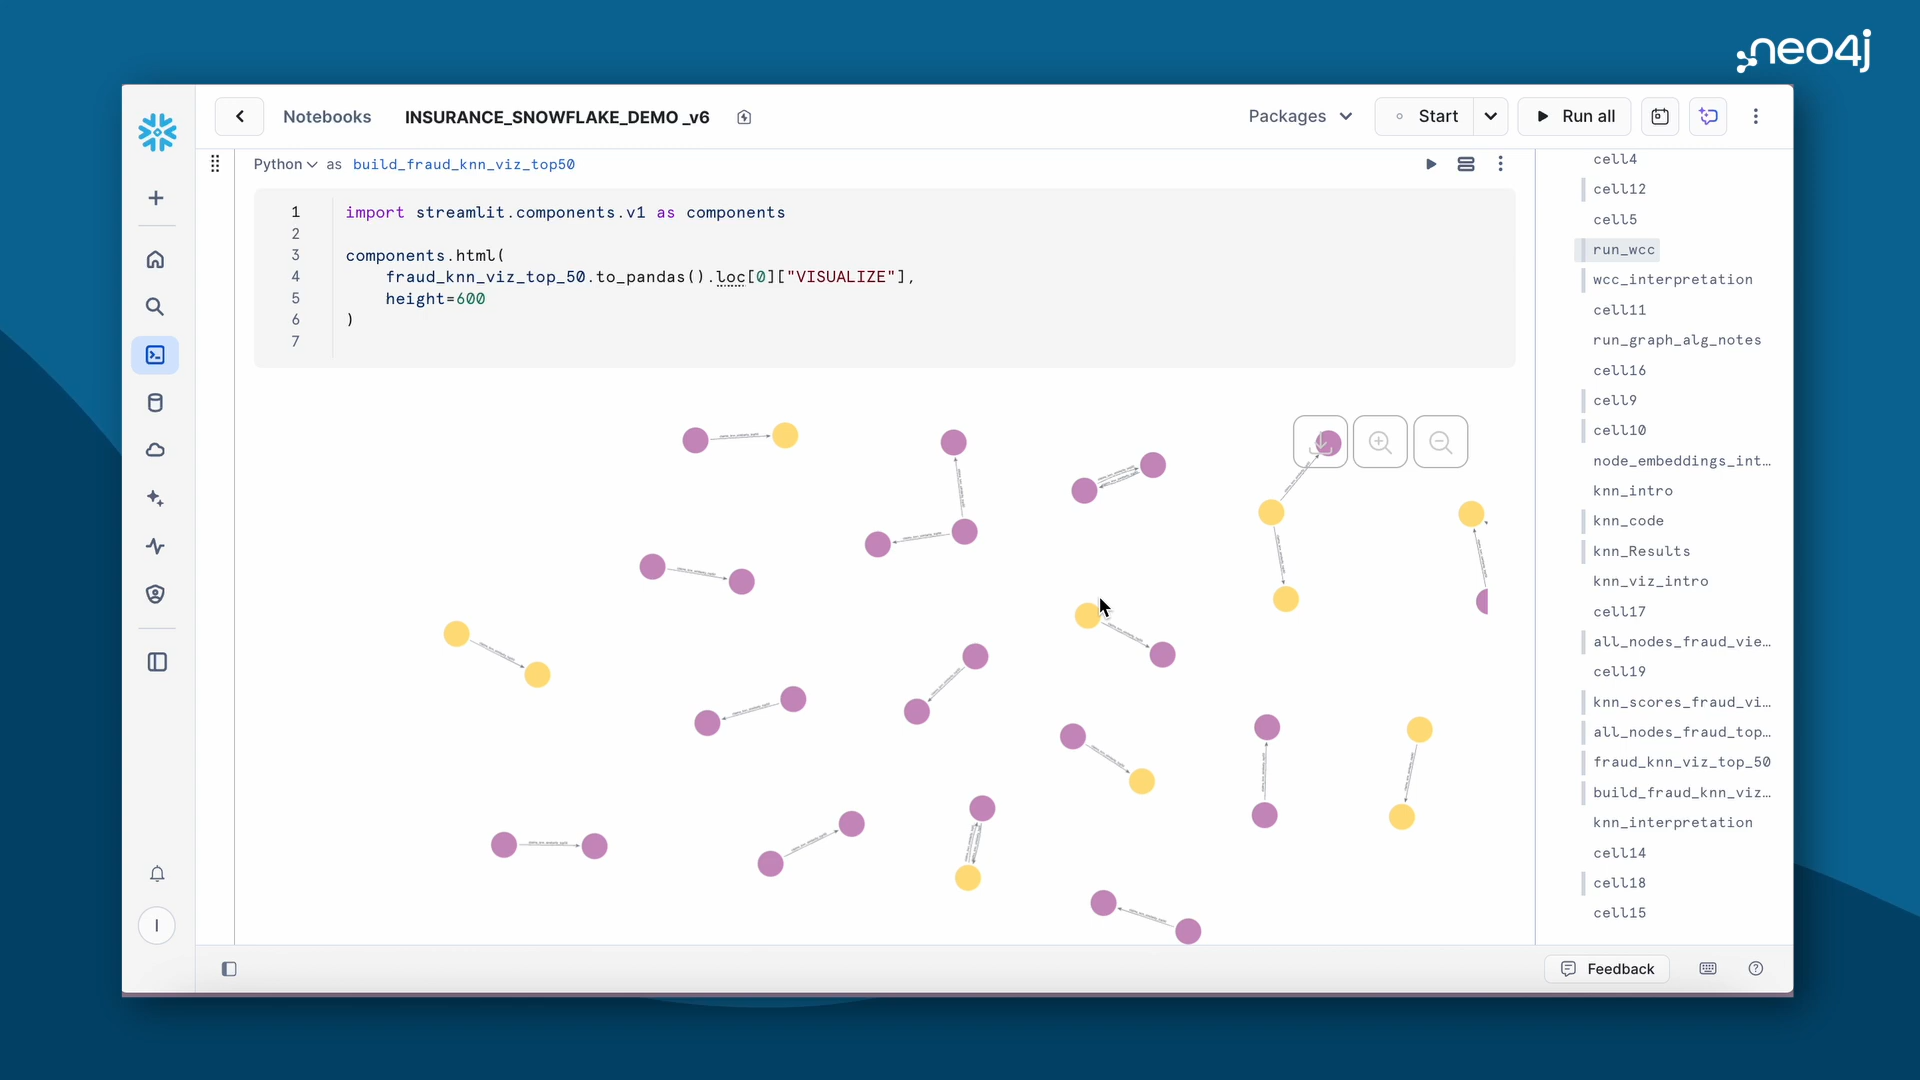 neo4j
Notebooks
INSURANCE_SNOWFLAKE_DEMO _v6
Packages
Start
Run all
Python as build_fraud_knn_viz_top50
1 import streamlit.components.v1 as components
2
3 components.html(
4 fraud_knn_viz_top_50.to_pandas().loc[0]["VISUALIZE"],
5 height=600
6 )
7
cell4
cell12
cell5
run_wcc
wcc_interpretation
cell11
run_graph_alg_notes
cell16
cell9
cell10
node_embeddings_int…
knn_intro
knn_code
knn_Results
knn_viz_intro
cell17
all_nodes_fraud_vie…
cell19
knn_scores_fraud_vi…
all_nodes_fraud_top…
fraud_knn_viz_top_50
build_fraud_knn_viz…
knn_interpretation
cell14
cell18
cell15
I
Feedback